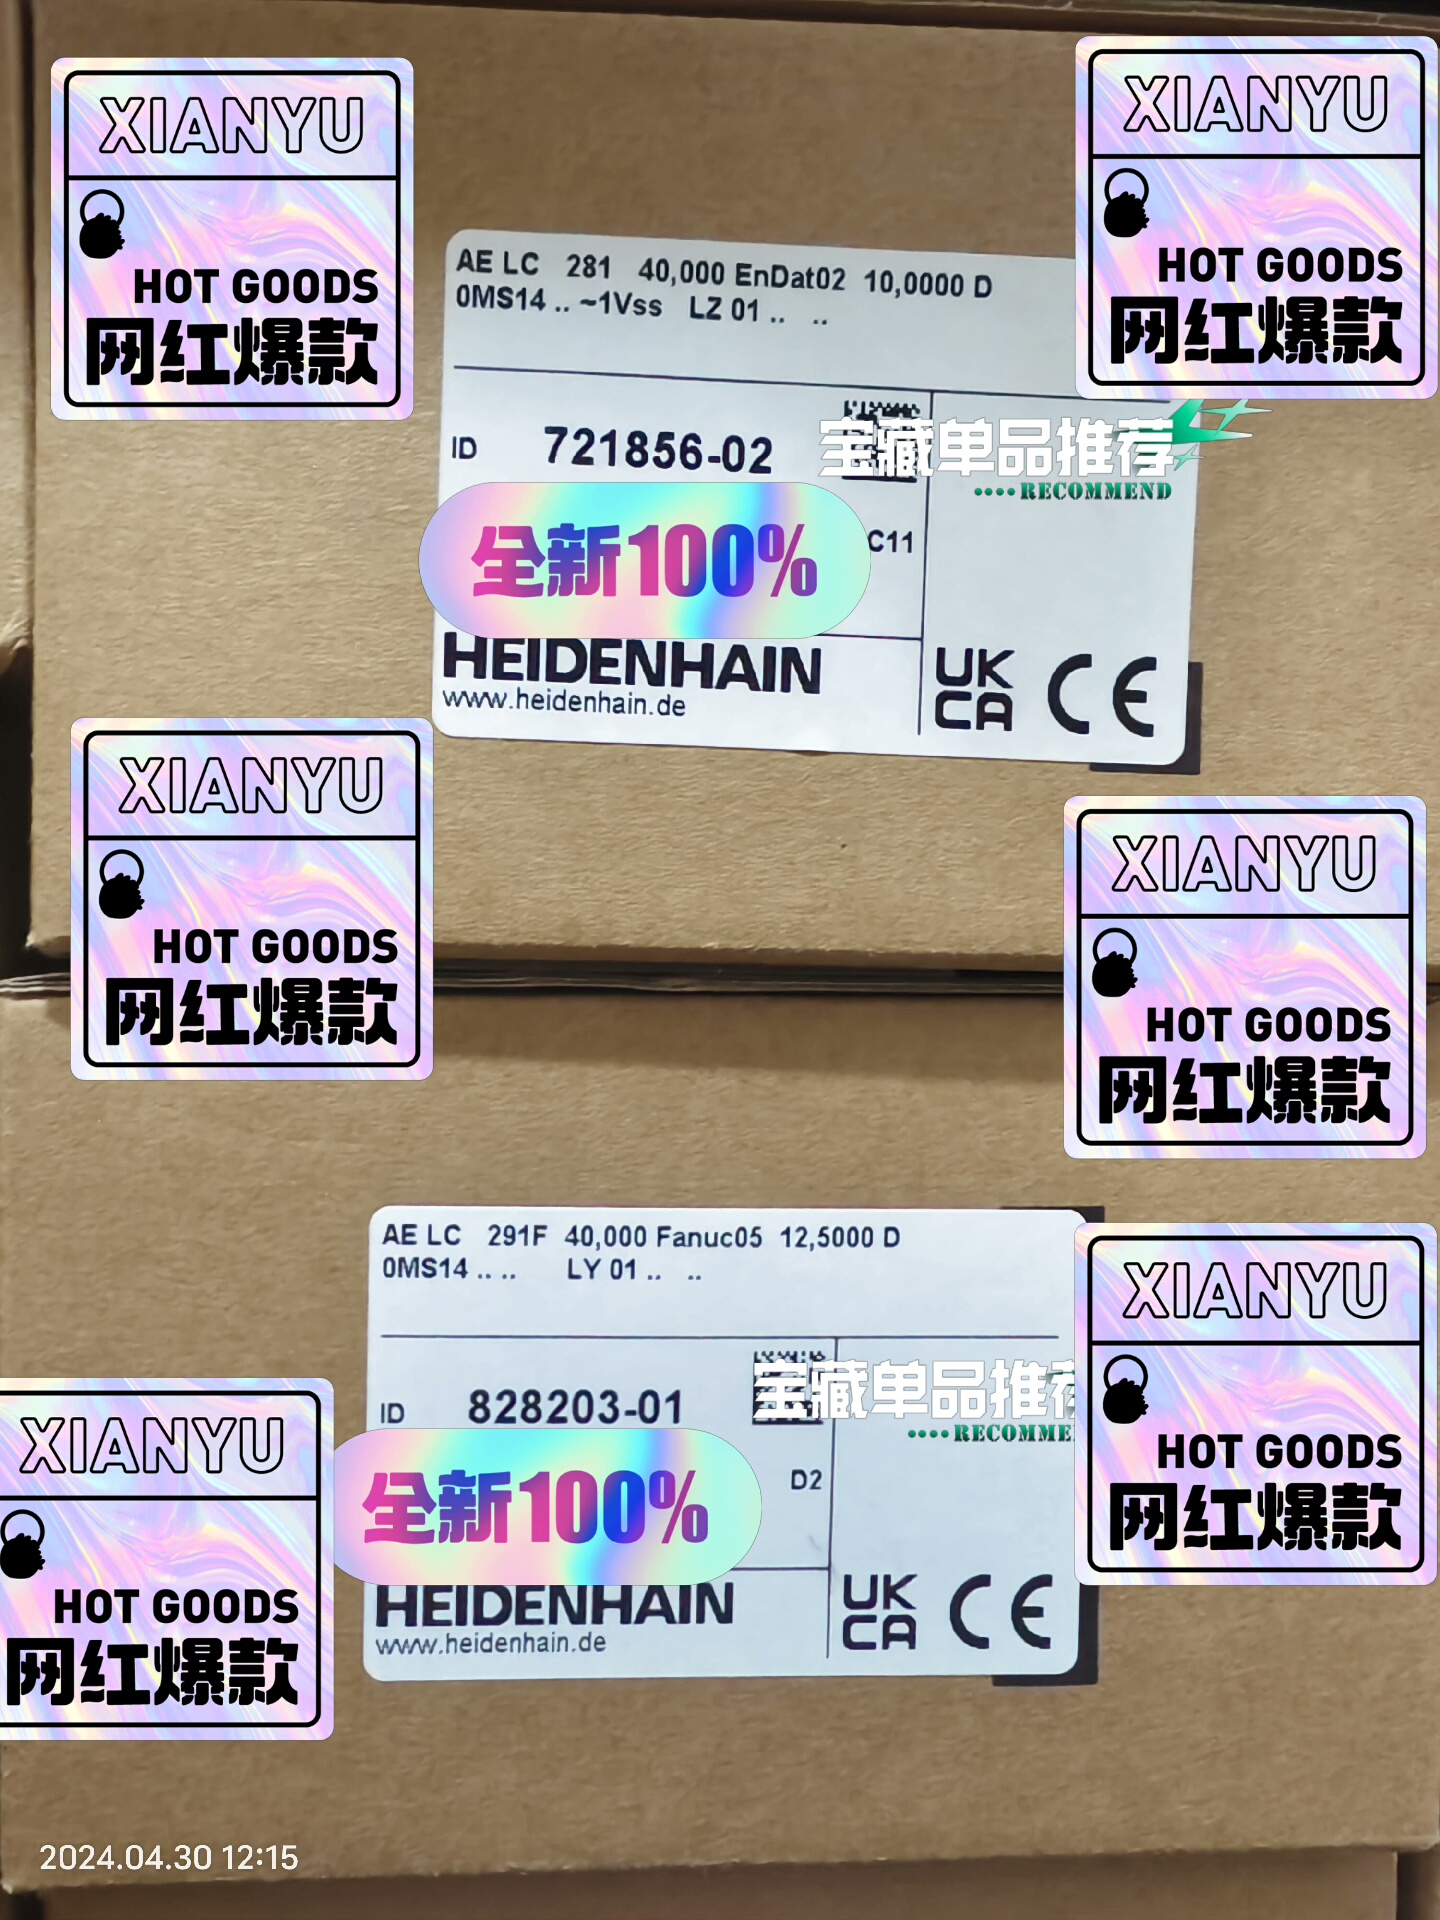 XIANYU
HOT GOODS
网红爆款
XIANYU
HOT GOODS
网红爆款
AE LC 281 40,000 EnDat02 10,0000 D
0MS14 .. ~1Vss LZ 01 .. ..
ID 721856-02
宝藏单品推荐
••••RECOMMEND
全新100%
C11
HEIDENHAIN
www.heidenhain.de
UK
CA CE
XIANYU
HOT GOODS
网红爆款
XIANYU
HOT GOODS
网红爆款
AE LC 291F 40,000 Fanuc05 12,5000 D
0MS14 .. .. LY 01 .. ..
ID 828203-01
宝藏单品推荐
••••RECOMME
全新100%
D2
HEIDENHAIN
www.heidenhain.de
UK
CA CE
XIANYU
HOT GOODS
网红爆款
XIANYU
HOT GOODS
网红爆款
2024.04.30 12:15